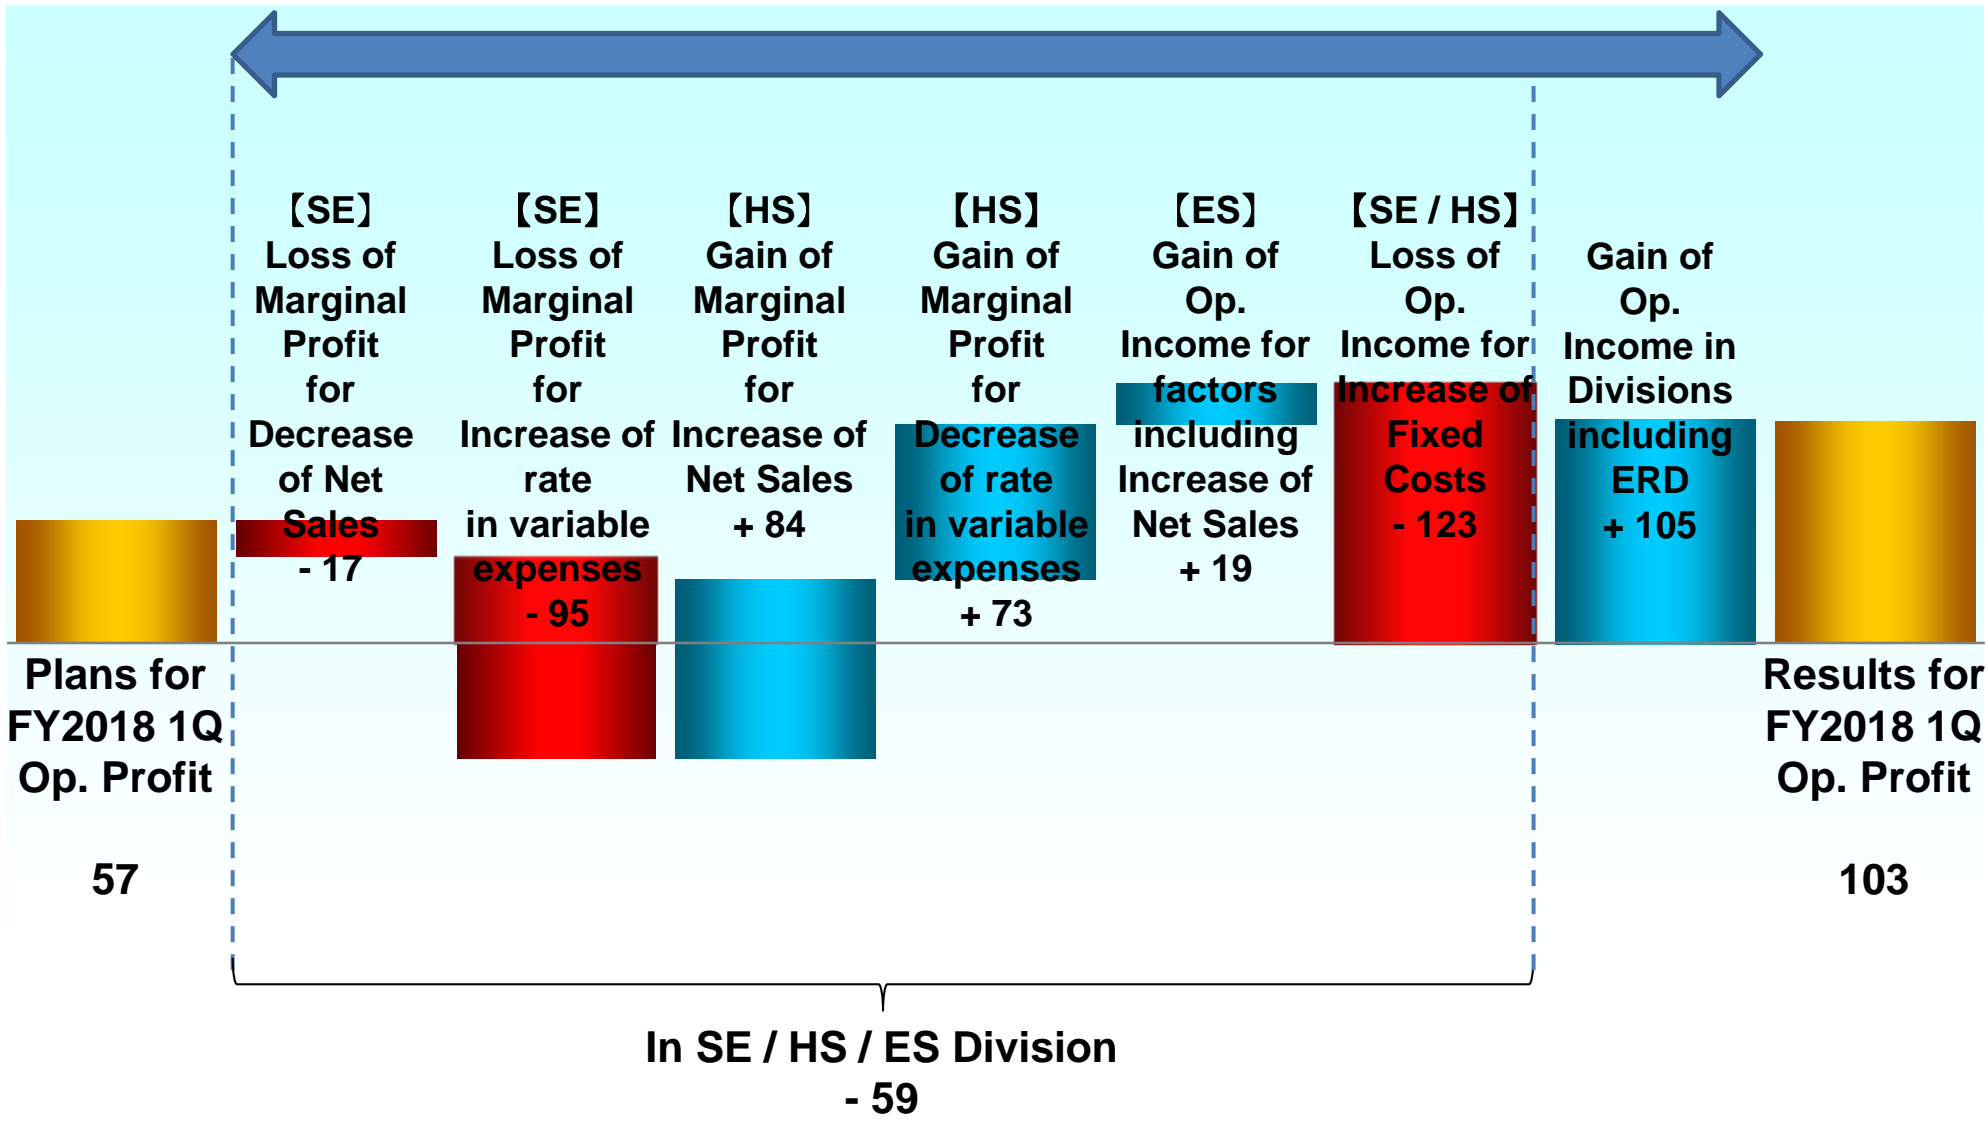 【SE】
Loss of
Marginal
Profit
for
Decrease
of Net
Sales
- 17
【SE】
Loss of
Marginal
Profit
for
Increase of
rate
in variable
expenses
- 95
【HS】
Gain of
Marginal
Profit
for
Increase of
Net Sales
+ 84
【HS】
Gain of
Marginal
Profit
for
Decrease
of rate
in variable
expenses
+ 73
【ES】
Gain of
Op.
Income for
factors
including
Increase of
Net Sales
+ 19
【SE / HS】
Loss of
Op.
Income for
Increase of
Fixed
Costs
- 123
Gain of
Op.
Income in
Divisions
including
ERD
+ 105
Plans for
FY2018 1Q
Op. Profit
57
Results for
FY2018 1Q
Op. Profit
103
In SE / HS / ES Division
- 59